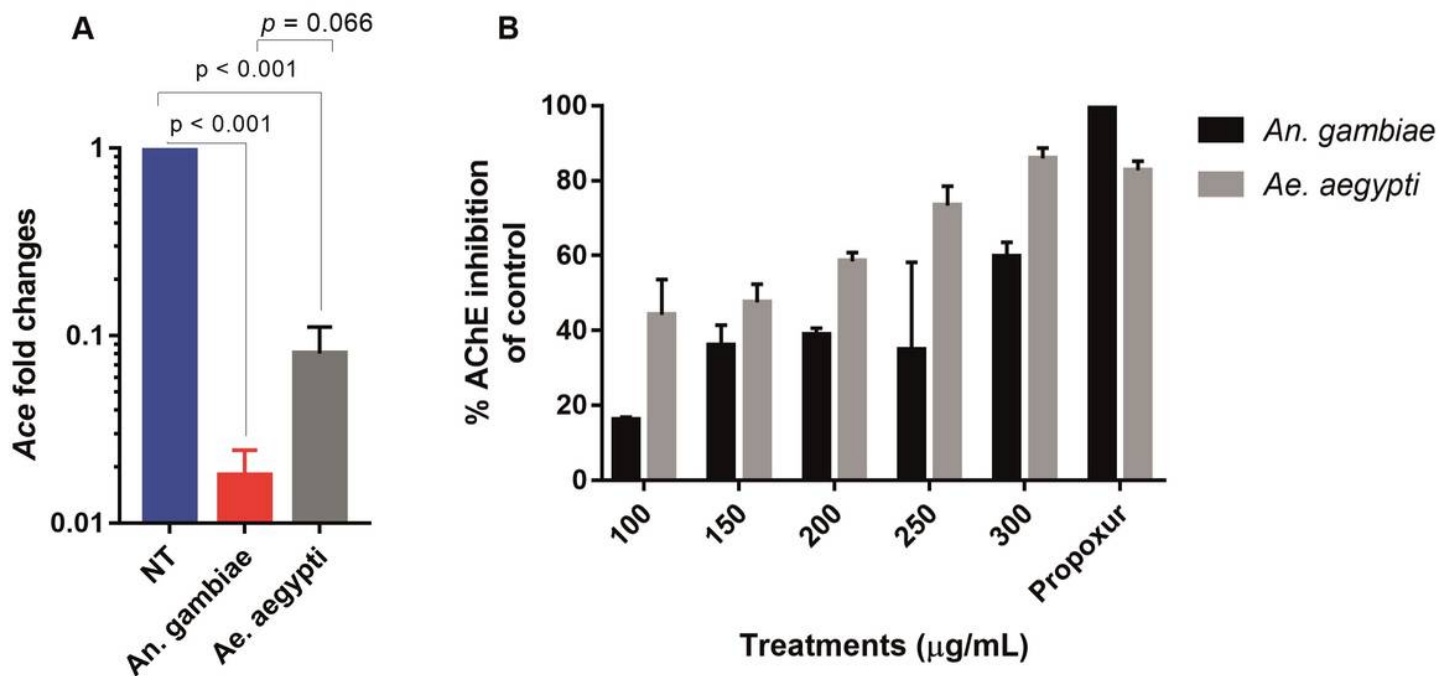 A
p = 0.066
p < 0.001
p < 0.001
Ace fold changes
1
0.1
0.01
NT
An. gambiae
Ae. aegypti
B
% AChE inhibition
of control
100
80
60
40
20
0
100
150
200
250
300
Propoxur
Treatments (μg/mL)
An. gambiae
Ae. aegypti